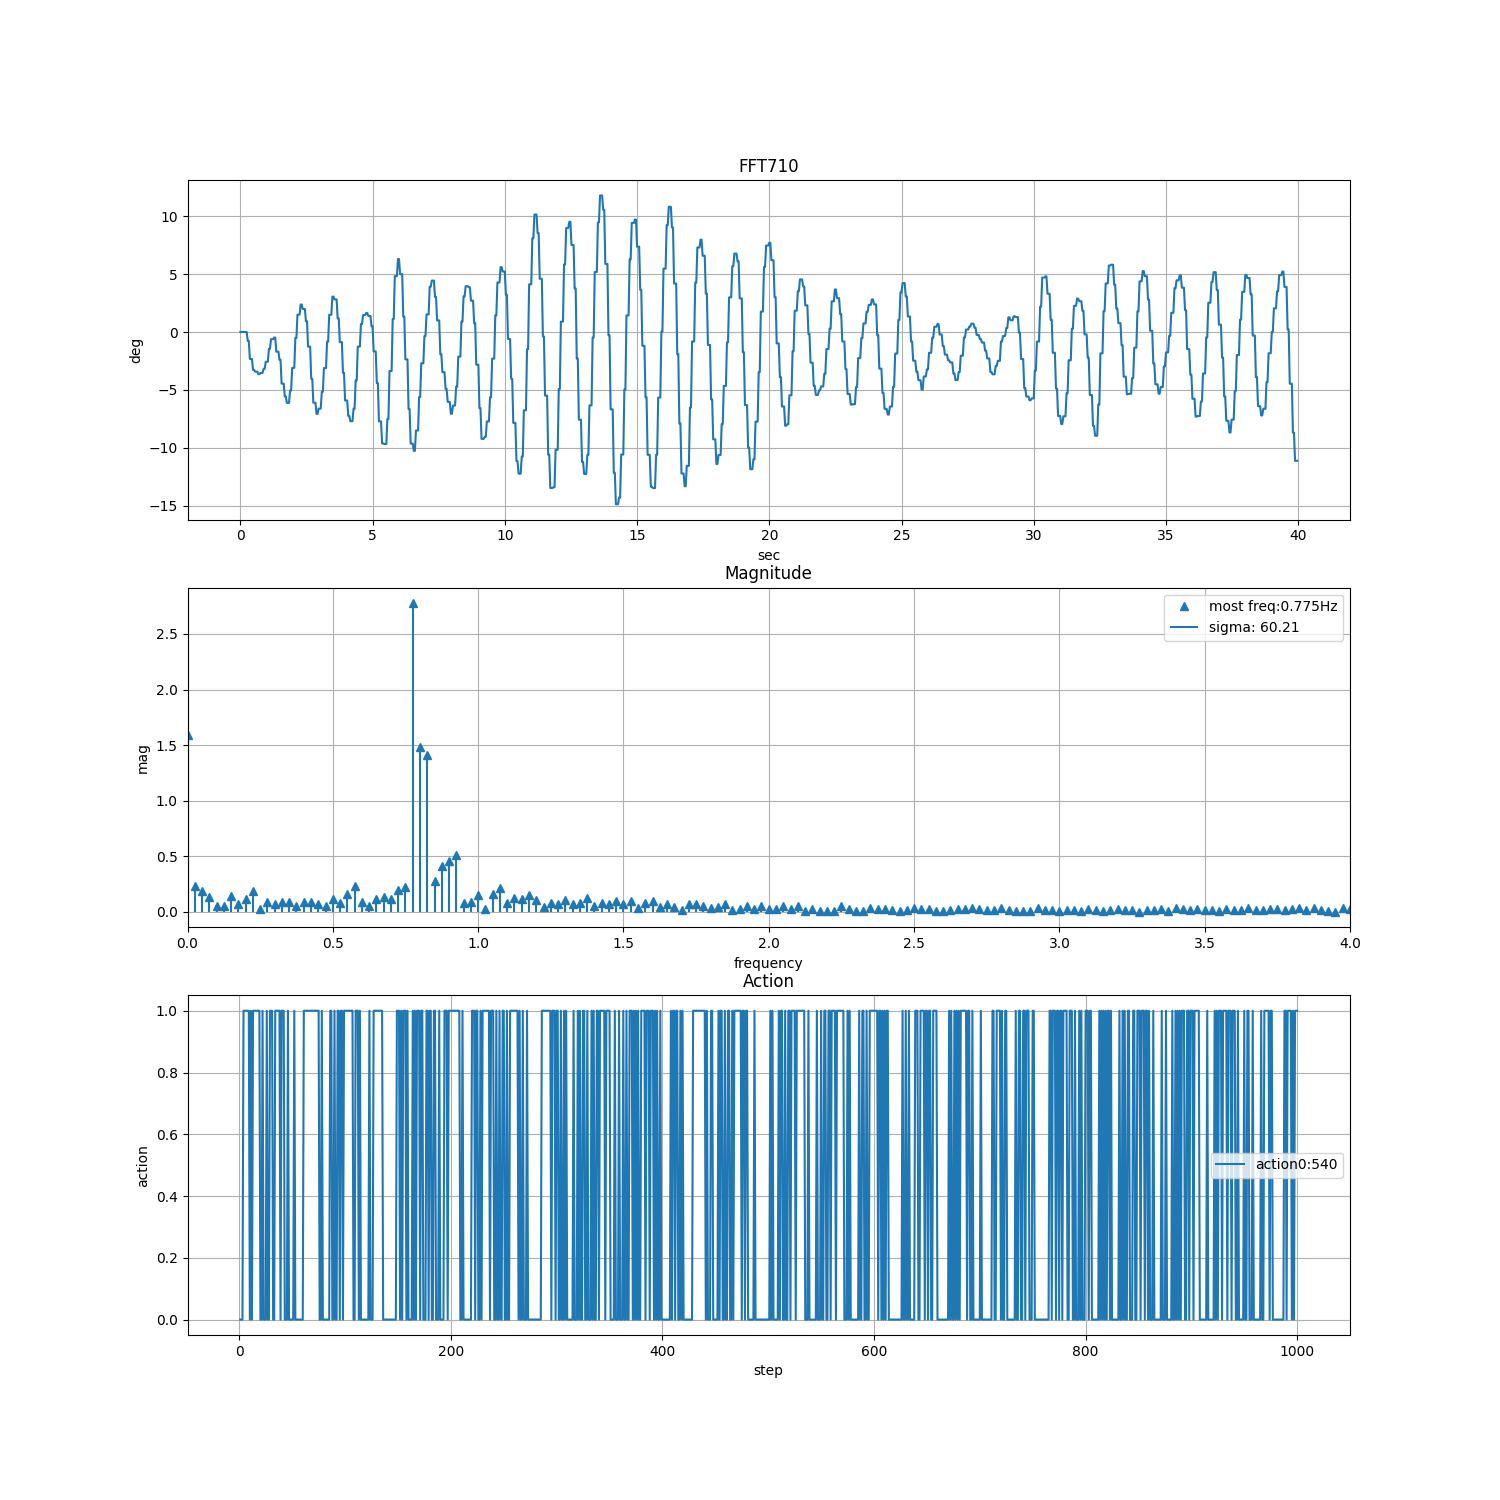 FFT710
10
5
0
−5
−10
−15
deg
0 5 10 15 20 25 30 35 40
sec
Magnitude
most freq:0.775Hz
sigma: 60.21
2.5
2.0
1.5
1.0
0.5
0.0
mag
0.0 0.5 1.0 1.5 2.0 2.5 3.0 3.5 4.0
frequency
Action
1.0
0.8
0.6
0.4
0.2
0.0
action
action0:540
0 200 400 600 800 1000
step